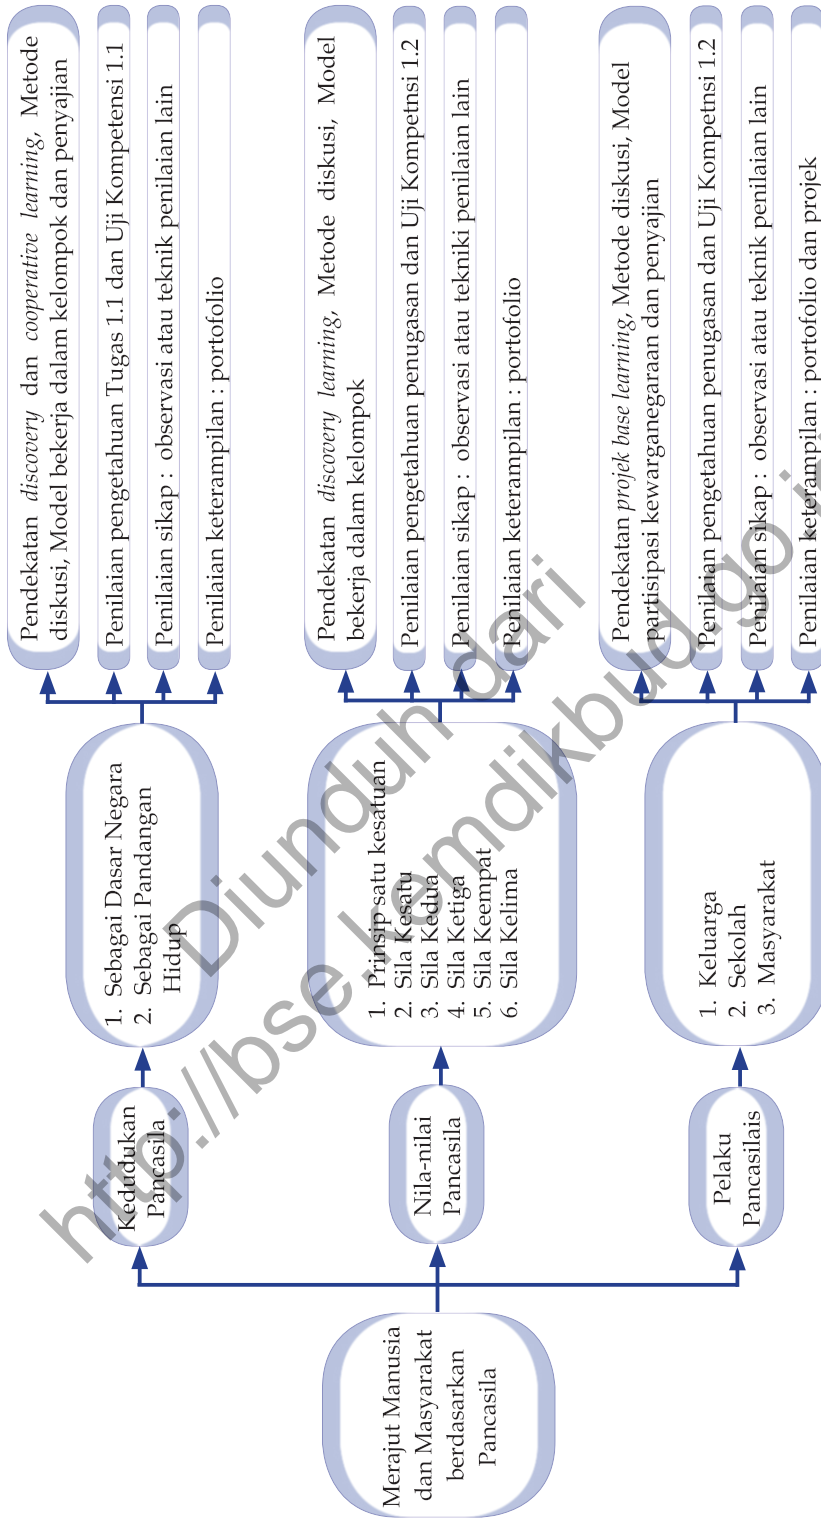 Merajut Manusia
dan Masyarakat
berdasarkan
Pancasila
Kedudukan
Pancasila
1. Sebagai Dasar Negara
2. Sebagai Pandangan
Hidup
Pendekatan discovery dan cooperative learning, Metode
diskusi, Model bekerja dalam kelompok dan penyajian
Penilaian pengetahuan Tugas 1.1 dan Uji Kompetensi 1.1
Penilaian sikap : observasi atau teknik penilaian lain
Penilaian keterampilan : portofolio
Nila-nilai
Pancasila
1. Prinsip satu kesatuan
2. Sila Kesatu
3. Sila Kedua
4. Sila Ketiga
5. Sila Keempat
6. Sila Kelima
Pendekatan discovery learning, Metode diskusi, Model
bekerja dalam kelompok
Penilaian pengetahuan penugasan dan Uji Kompetnsi 1.2
Penilaian sikap : observasi atau tekniki penilaian lain
Penilaian keterampilan : portofolio
Pelaku
Pancasilais
1. Keluarga
2. Sekolah
3. Masyarakat
Pendekatan projek base learning, Metode diskusi, Model
partisipasi kewarganegaraan dan penyajian
Penilaian pengetahuan penugasan dan Uji Kompetnsi 1.2
Penilaian sikap : observasi atau teknik penilaian lain
Penilaian keterampilan : portofolio dan projek
Diunduh dari
http://bse.kemdikbud.go.id